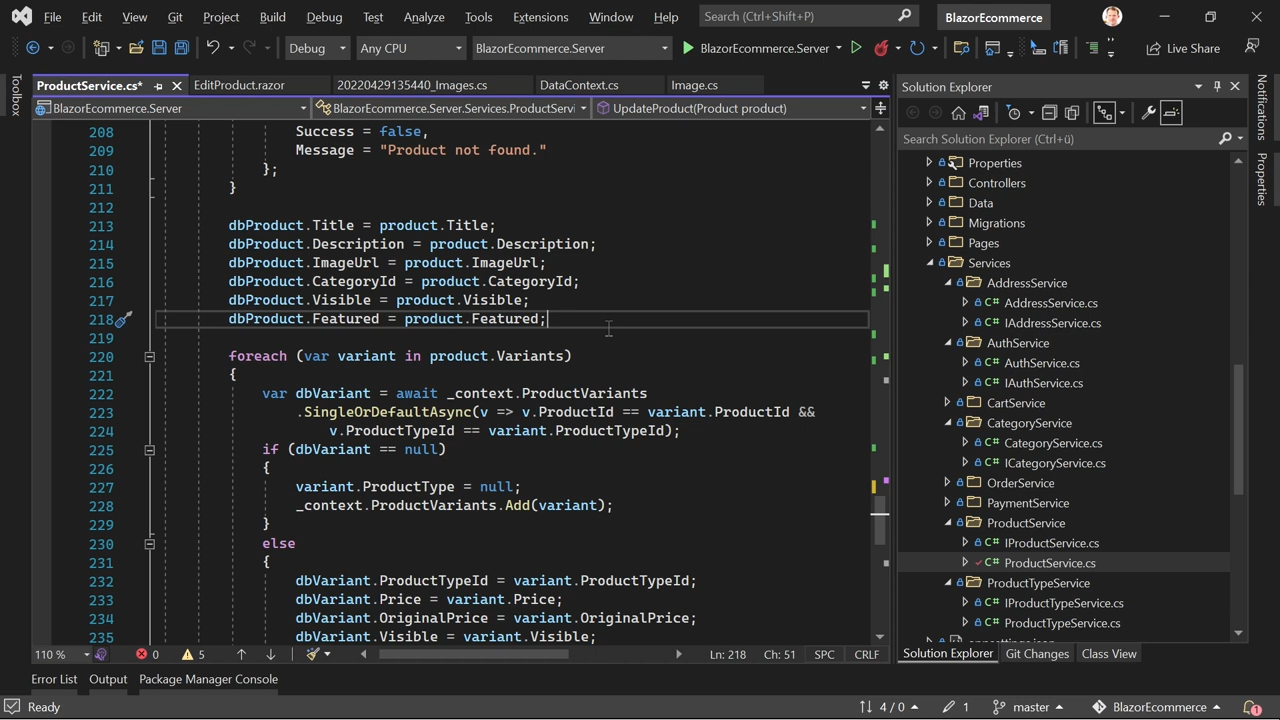 File Edit View Git Project Build Debug Test Analyze Tools Extensions Window Help Search (Ctrl+Shift+P) BlazorEcommerce
Debug Any CPU BlazorEcommerce.Server BlazorEcommerce.Server Live Share
Toolbox
ProductService.cs* EditProduct.razor 20220429135440_Images.cs DataContext.cs Image.cs
BlazorEcommerce.Server BlazorEcommerce.Server.Services.ProductServi UpdateProduct(Product product)
208 Success = false,
209 Message = "Product not found."
210 };
211 }
212
213 dbProduct.Title = product.Title;
214 dbProduct.Description = product.Description;
215 dbProduct.ImageUrl = product.ImageUrl;
216 dbProduct.CategoryId = product.CategoryId;
217 dbProduct.Visible = product.Visible;
218 dbProduct.Featured = product.Featured;
219
220 foreach (var variant in product.Variants)
221 {
222 var dbVariant = await _context.ProductVariants
223 .SingleOrDefaultAsync(v => v.ProductId == variant.ProductId &&
224 v.ProductTypeId == variant.ProductTypeId);
225 if (dbVariant == null)
226 {
227 variant.ProductType = null;
228 _context.ProductVariants.Add(variant);
229 }
230 else
231 {
232 dbVariant.ProductTypeId = variant.ProductTypeId;
233 dbVariant.Price = variant.Price;
234 dbVariant.OriginalPrice = variant.OriginalPrice;
235 dbVariant.Visible = variant.Visible;
110 % 0 5 Ln: 218 Ch: 51 SPC CRLF
Solution Explorer
Search Solution Explorer (Ctrl+ü)
Properties
Controllers
Data
Migrations
Pages
Services
AddressService
C# AddressService.cs
C# IAddressService.cs
AuthService
C# AuthService.cs
C# IAuthService.cs
CartService
CategoryService
C# CategoryService.cs
C# ICategoryService.cs
OrderService
PaymentService
ProductService
C# IProductService.cs
C# ProductService.cs
ProductTypeService
C# IProductTypeService.cs
C# ProductTypeService.cs
Solution Explorer Git Changes Class View
Notifications
Properties
Error List Output Package Manager Console
Ready 4 / 0 1 master BlazorEcommerce 1